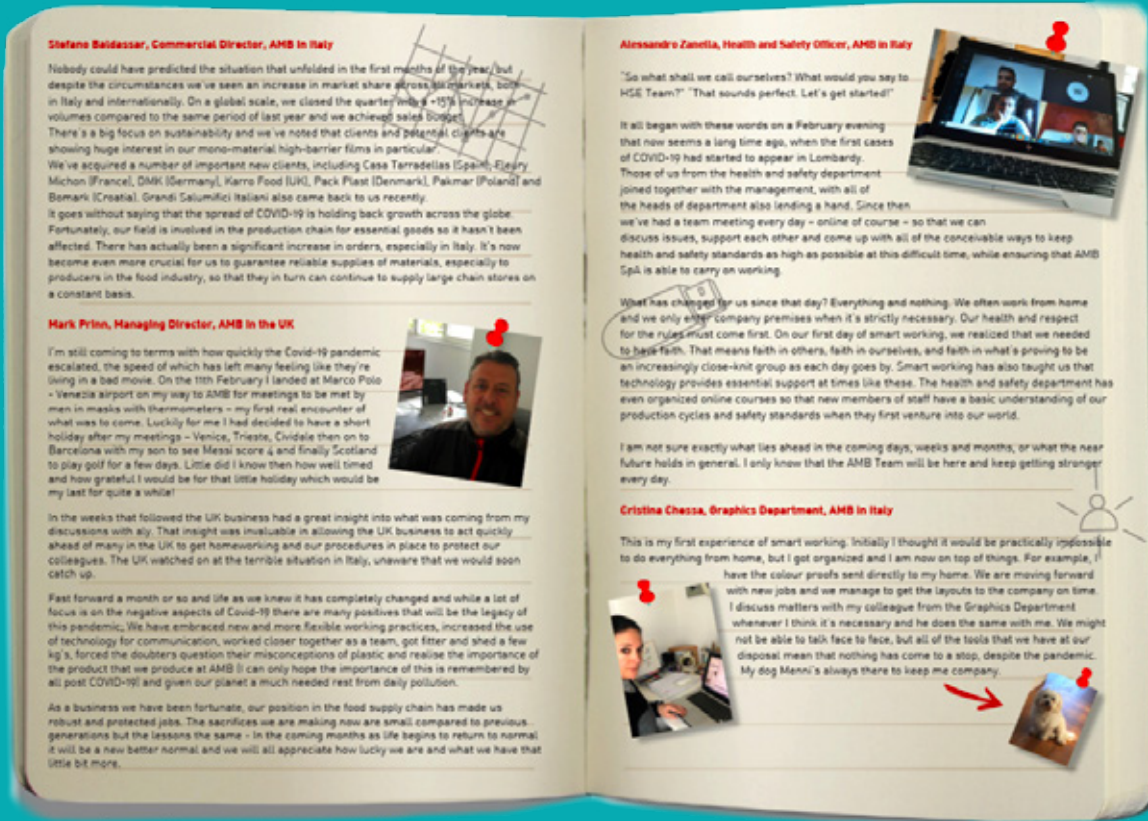 Stefano Baldassar, Commercial Director, AMB in Italy
Nobody could have predicted the situation that unfolded in the first months of the year, but
despite the circumstances we've seen an increase in market share across its markets, both
in Italy and internationally. On a global scale, we closed the quarter with a +15% increase in
volumes compared to the same period of last year and we achieved sales budget.
There's a big focus on sustainability and we've noted that clients and potential clients are
showing huge interest in our mono-material high-barrier films in particular.
We've acquired a number of important new clients, including Casa Tarradellas (Spain), Fleury
Michon (France), DMK (Germany), Karro Food (UK), Pack Plast (Denmark), Pakmar (Poland) and
Bomark (Croatia). Grandi Salumifici Italiani also came back to us recently.
It goes without saying that the spread of COVID-19 is holding back growth across the globe.
Fortunately, our field is involved in the production chain for essential goods so it hasn't been
affected. There has actually been a significant increase in orders, especially in Italy. It's now
become even more crucial for us to guarantee reliable supplies of materials, especially to
producers in the food industry, so that they in turn can continue to supply large chain stores on
a constant basis.
Mark Prinn, Managing Director, AMB in the UK
I'm still coming to terms with how quickly the Covid-19 pandemic
escalated, the speed of which has left many feeling like they're
living in a bad movie. On the 11th February I landed at Marco Polo
- Venezia airport on my way to AMB for meetings to be met by
men in masks with thermometers – my first real encounter of
what was to come. Luckily for me I had decided to have a short
holiday after my meetings – Venice, Trieste, Cividale then on to
Barcelona with my son to see Messi score 4 and finally Scotland
to play golf for a few days. Little did I know then how well timed
and how grateful I would be for that little holiday which would be
my last for quite a while!
In the weeks that followed the UK business had a great insight into what was coming from my
discussions with aly. That insight was invaluable in allowing the UK business to act quickly
ahead of many in the UK to get homeworking and our procedures in place to protect our
colleagues. The UK watched on at the terrible situation in Italy, unaware that we would soon
catch up.
Fast forward a month or so and life as we knew it has completely changed and while a lot of
focus is on the negative aspects of Covid-19 there are many positives that will be the legacy of
this pandemic, We have embraced new and more flexible working practices, increased the use
of technology for communication, worked closer together as a team, got fitter and shed a few
kg's, forced the doubters question their misconceptions of plastic and realise the importance of
the product that we produce at AMB (I can only hope the importance of this is remembered by
all post COVID-19) and given our planet a much needed rest from daily pollution.
As a business we have been fortunate, our position in the food supply chain has made us
robust and protected jobs. The sacrifices we are making now are small compared to previous
generations but the lessons the same - In the coming months as life begins to return to normal
it will be a new better normal and we will all appreciate how lucky we are and what we have that
little bit more.
Alessandro Zanella, Health and Safety Officer, AMB in Italy
"So what shall we call ourselves? What would you say to
HSE Team?" "That sounds perfect. Let's get started!"
It all began with these words on a February evening
that now seems a long time ago, when the first cases
of COVID-19 had started to appear in Lombardy.
Those of us from the health and safety department
joined together with the management, with all of
the heads of department also lending a hand. Since then
we've had a team meeting every day – online of course – so that we can
discuss issues, support each other and come up with all of the conceivable ways to keep
health and safety standards as high as possible at this difficult time, while ensuring that AMB
SpA is able to carry on working.
What has changed for us since that day? Everything and nothing. We often work from home
and we only enter company premises when it's strictly necessary. Our health and respect
for the rules must come first. On our first day of smart working, we realized that we needed
to have faith. That means faith in others, faith in ourselves, and faith in what's proving to be
an increasingly close-knit group as each day goes by. Smart working has also taught us that
technology provides essential support at times like these. The health and safety department has
even organized online courses so that new members of staff have a basic understanding of our
production cycles and safety standards when they first venture into our world.
I am not sure exactly what lies ahead in the coming days, weeks and months, or what the near
future holds in general. I only know that the AMB Team will be here and keep getting stronger
every day.
Cristina Chessa, Graphics Department, AMB in Italy
This is my first experience of smart working. Initially I thought it would be practically impossible
to do everything from home, but I got organized and I am now on top of things. For example, I
have the colour proofs sent directly to my home. We are moving forward
with new jobs and we manage to get the layouts to the company on time.
I discuss matters with my colleague from the Graphics Department
whenever I think it's necessary and he does the same with me. We might
not be able to talk face to face, but all of the tools that we have at our
disposal mean that nothing has come to a stop, despite the pandemic.
My dog Menni's always there to keep me company.